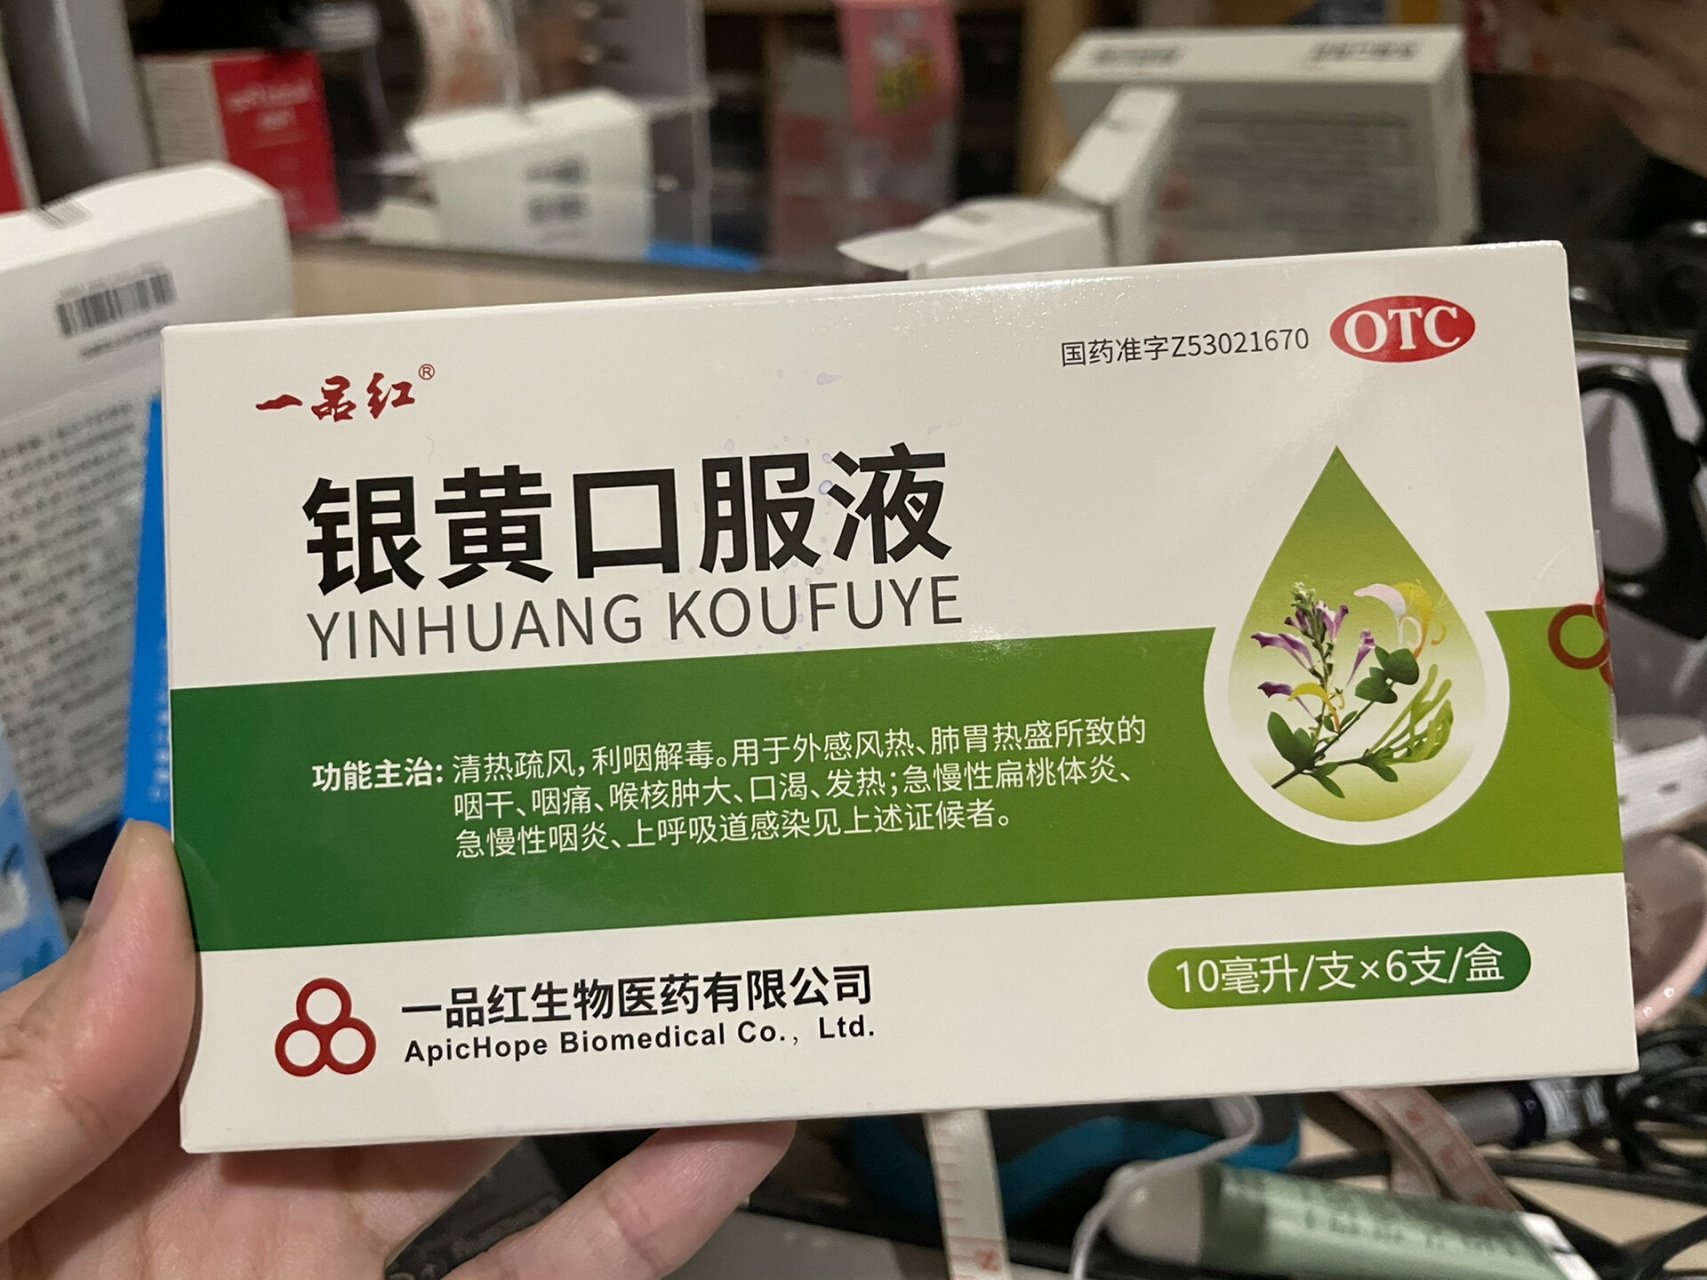 一品红®
国药准字Z53021670
OTC
银黄口服液
YINHUANG KOUFUYE
功能主治:清热疏风,利咽解毒。用于外感风热、肺胃热盛所致的
咽干、咽痛、喉核肿大、口渴、发热;急慢性扁桃体炎、
急慢性咽炎、上呼吸道感染见上述证候者。
一品红生物医药有限公司
ApicHope Biomedical Co., Ltd.
10毫升/支×6支/盒